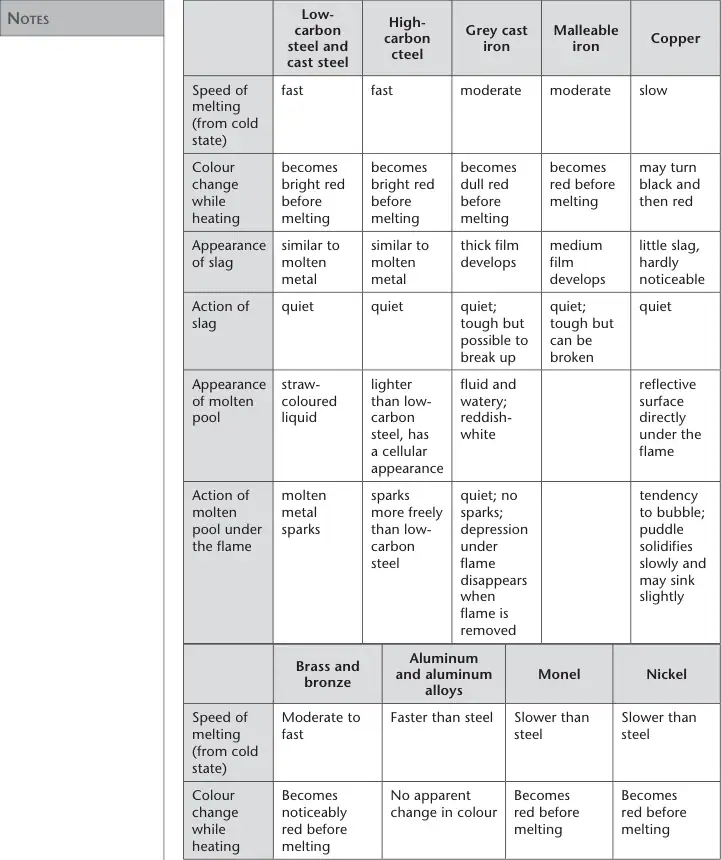 NOTES
Low-
carbon
steel and
cast steel
High-
carbon
cteel
Grey cast
iron
Malleable
iron
Copper
Speed of
melting
(from cold
state)
fast
fast
moderate
moderate
slow
Colour
change
while
heating
becomes
bright red
before
melting
becomes
bright red
before
melting
becomes
dull red
before
melting
becomes
red before
melting
may turn
black and
then red
Appearance
of slag
similar to
molten
metal
similar to
molten
metal
thick film
develops
medium
film
develops
little slag,
hardly
noticeable
Action of
slag
quiet
quiet
quiet;
tough but
possible to
break up
quiet;
tough but
can be
broken
quiet
Appearance
of molten
pool
straw-
coloured
liquid
lighter
than low-
carbon
steel, has
a cellular
appearance
fluid and
watery;
reddish-
white
reflective
surface
directly
under the
flame
Action of
molten
pool under
the flame
molten
metal
sparks
sparks
more freely
than low-
carbon
steel
quiet; no
sparks;
depression
under
flame
disappears
when
flame is
removed
tendency
to bubble;
puddle
solidifies
slowly and
may sink
slightly
Brass and
bronze
Aluminum
and aluminum
alloys
Monel
Nickel
Speed of
melting
(from cold
state)
Moderate to
fast
Faster than steel
Slower than
steel
Slower than
steel
Colour
change
while
heating
Becomes
noticeably
red before
melting
No apparent
change in colour
Becomes
red before
melting
Becomes
red before
melting